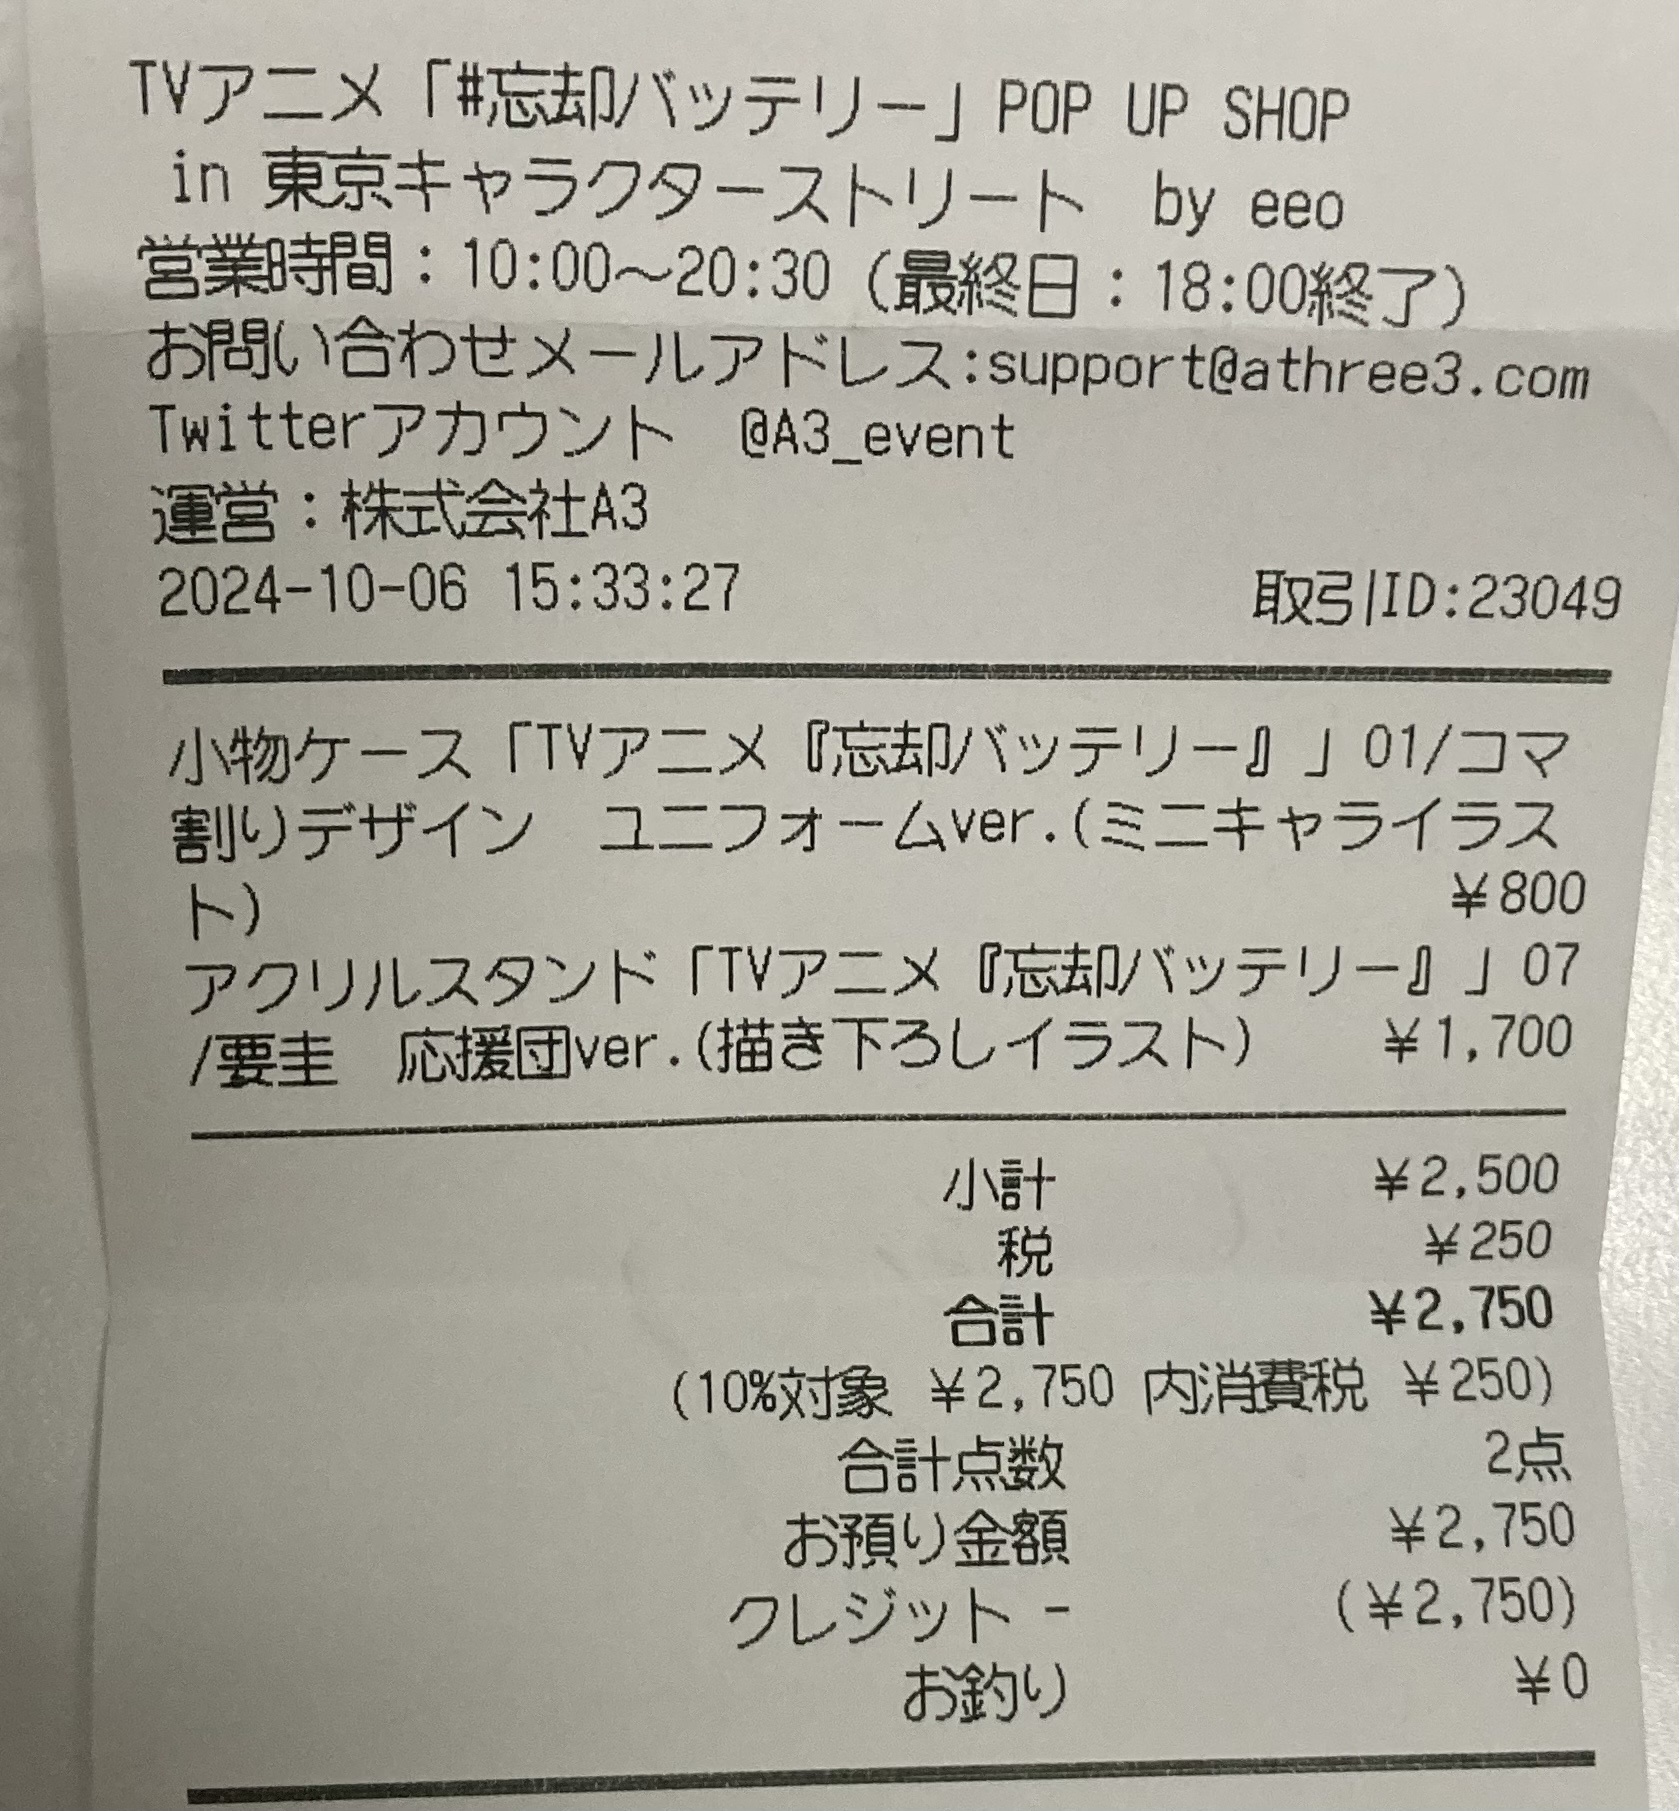 TVアニメ「#忘却バッテリー」POP UP SHOP
in 東京キャラクターストリート by eeo
営業時間：10:00～20:30（最終日：18:00終了）
お問い合わせメールアドレス:support@athree3.com
Twitterアカウント @A3_event
運営：株式会社A3
2024-10-06 15:33:27 取引ID:23049
小物ケース「TVアニメ『忘却バッテリー』」01/コマ
割りデザイン ユニフォームver.(ミニキャライラス
ト) ¥800
アクリルスタンド「TVアニメ『忘却バッテリー』」07
/要圭 応援団ver.(描き下ろしイラスト) ¥1,700
小計 ¥2,500
税 ¥250
合計 ¥2,750
(10%対象 ¥2,750 内消費税 ¥250)
合計点数 2点
お預り金額 ¥2,750
クレジット - (¥2,750)
お釣り ¥0